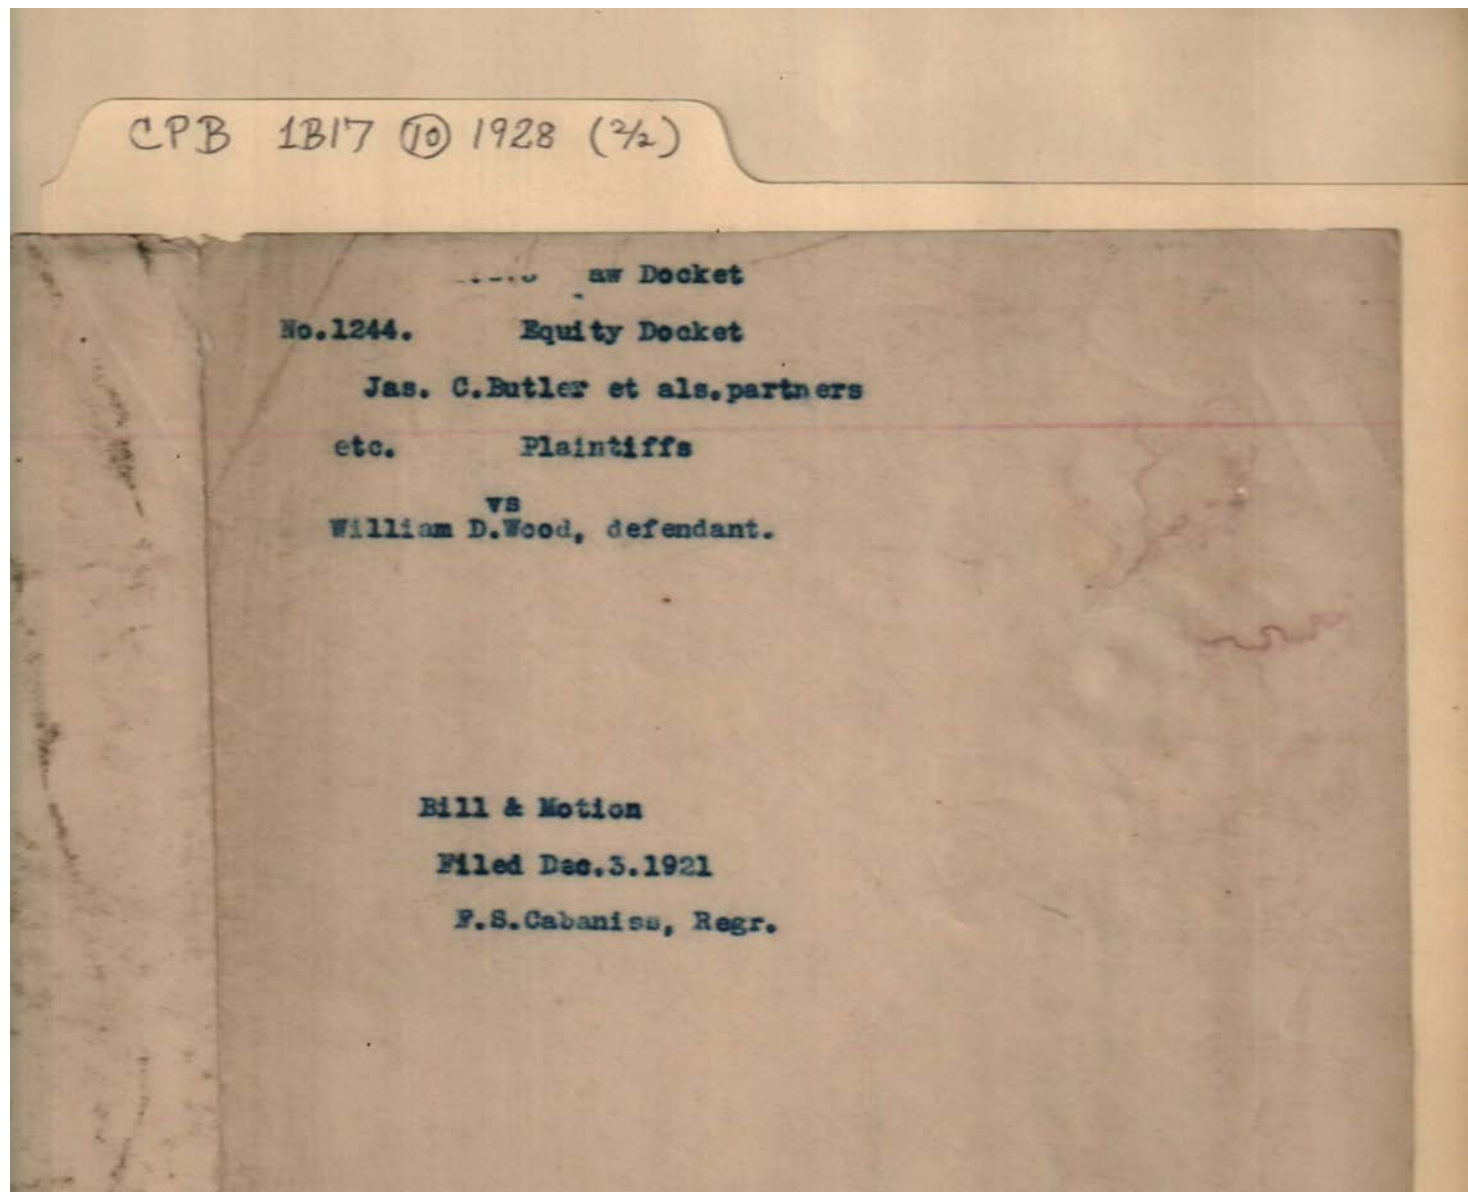 CPB 1B17 10 1928 (2/2)
aw Docket
No.1244. Equity Docket
Jas. C.Butler et als.partners
etc. Plaintiffs
vs
William D.Wood, defendant.
Bill & Motion
Filed Dec.3.1921
F.S.Cabaniss, Regr.